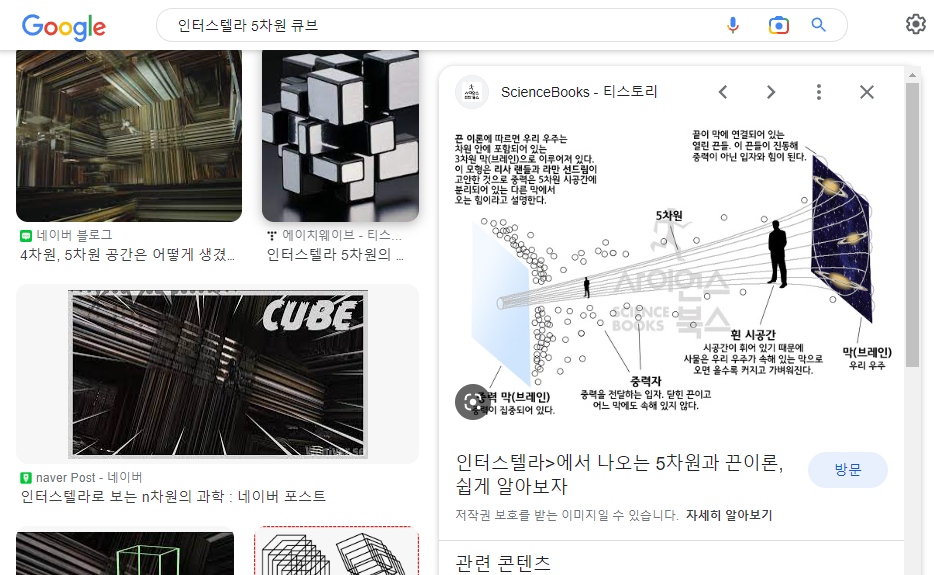 Google
인터스텔라 5차원 큐브
네이버 블로그
4차원, 5차원 공간은 어떻게 생겼...
에이치웨이브 - 티스...
인터스텔라 5차원의 ...
CUBE
naver Post - 네이버
인터스텔라로 보는 n차원의 과학 : 네이버 포스트
ScienceBooks - 티스토리
끈 이론에 따르면 우리 우주는
차원 안에 포함되어 있는
3차원 막(브레인)으로 이루어져 있다.
이 모형은 리사 랜들과 라만 선드럼이
고안한 것으로 중력은 5차원 시공간에
분리되어 있는 다른 막에서
오는 힘이라고 설명한다.
끝이 막에 연결되어 있는
열린 끈들. 이 끈들이 진동해
중력이 아닌 입자와 힘이 된다.
5차원
사이언스
SCIENCE
BOOKS
북스
휜 시공간
시공간이 휘어 있기 때문에
사물은 우리 우주가 속해 있는 막으로
오면 올수록 커지고 가벼워진다.
막(브레인)
우리 우주
중력자
중력을 전달하는 입자. 닫힌 끈이고
어느 막에도 속해 있지 않다.
중력 막(브레인)
중력이 집중되어 있다.
인터스텔라>에서 나오는 5차원과 끈이론,
쉽게 알아보자
방문
저작권 보호를 받는 이미지일 수 있습니다. 자세히 알아보기
관련 콘텐츠